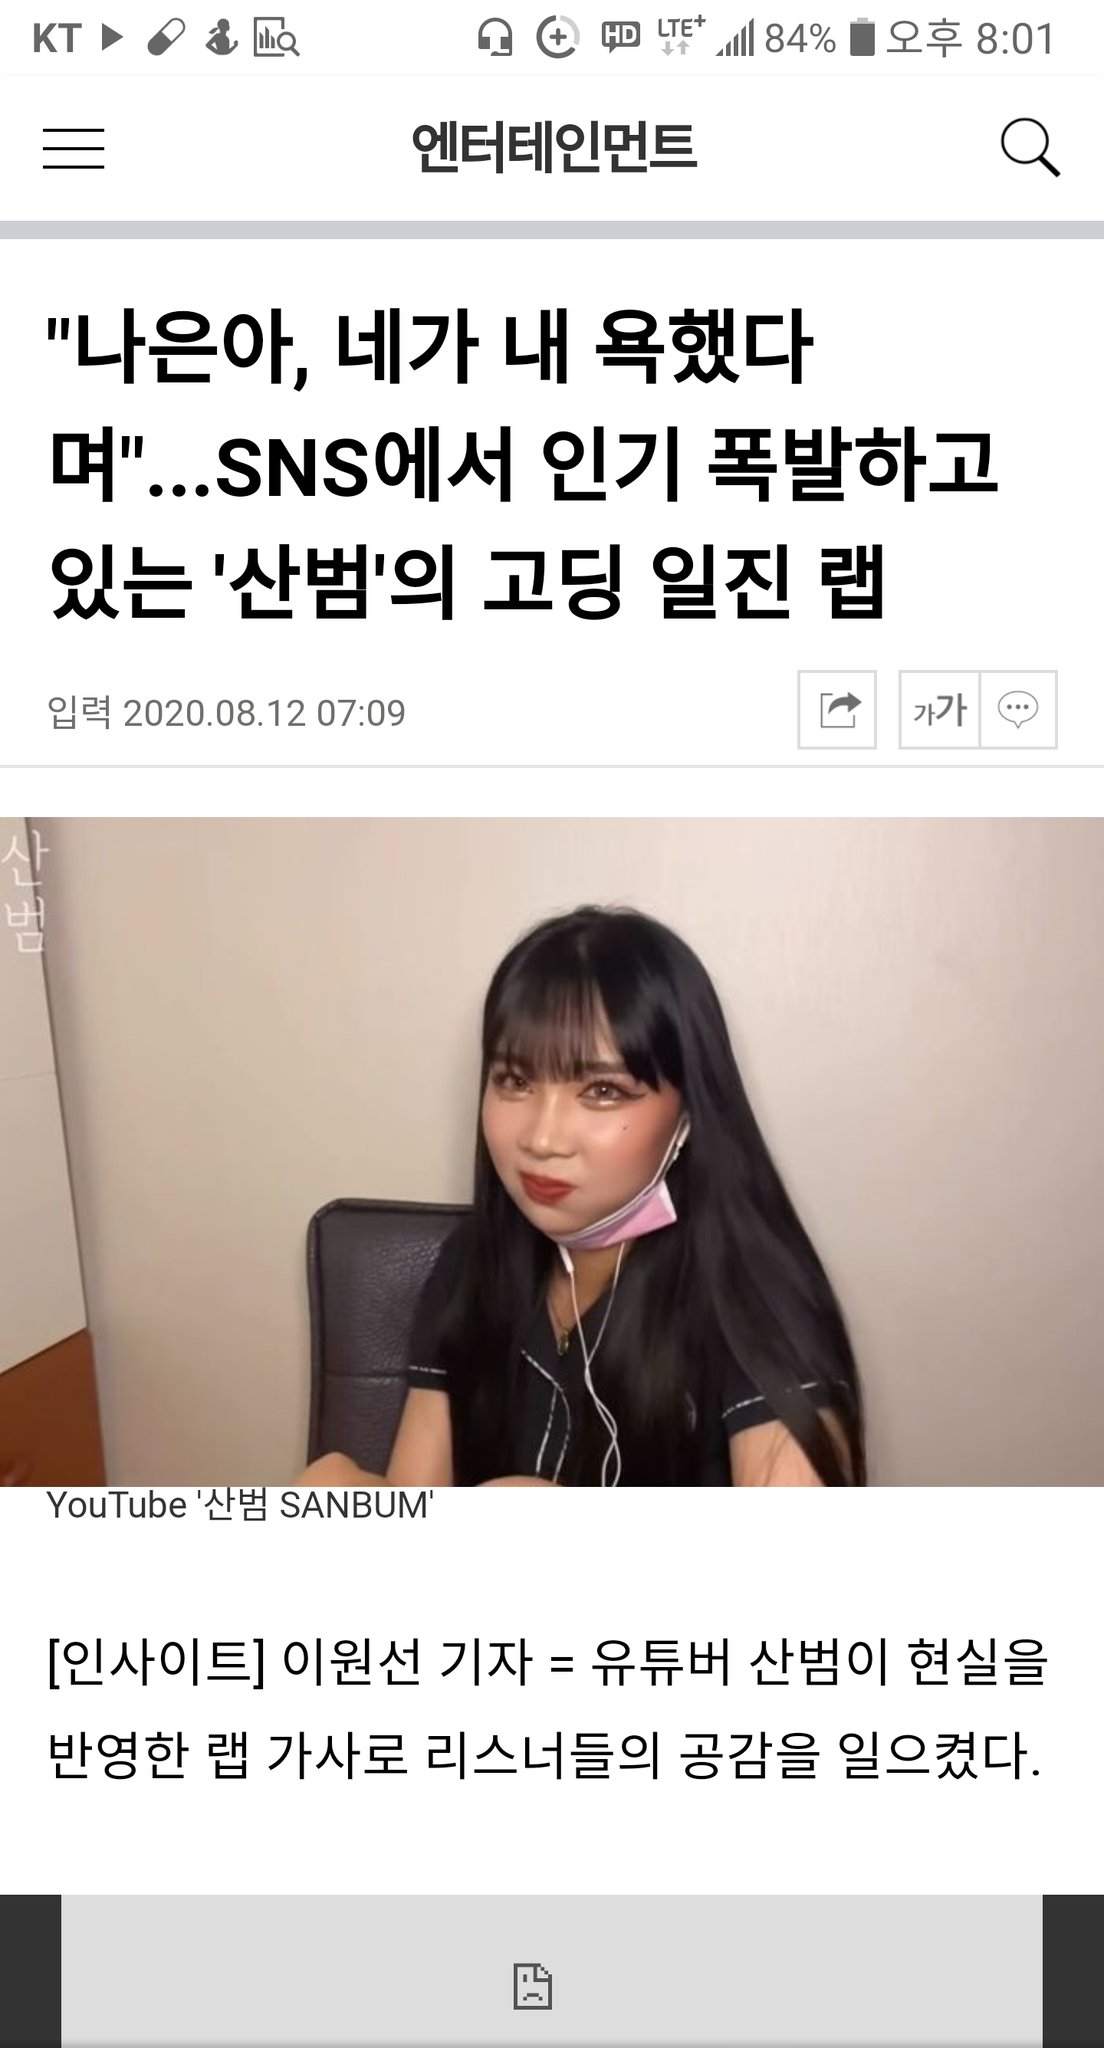 KT LTE+ HD 84% 오후 8:01
엔터테인먼트
"나은아, 네가 내 욕했다
며"...SNS에서 인기 폭발하고
있는 '산범'의 고딩 일진 랩
입력 2020.08.12 07:09
가가
산
범
YouTube '산범 SANBUM'
[인사이트] 이원선 기자 = 유튜버 산범이 현실을
반영한 랩 가사로 리스너들의 공감을 일으켰다.